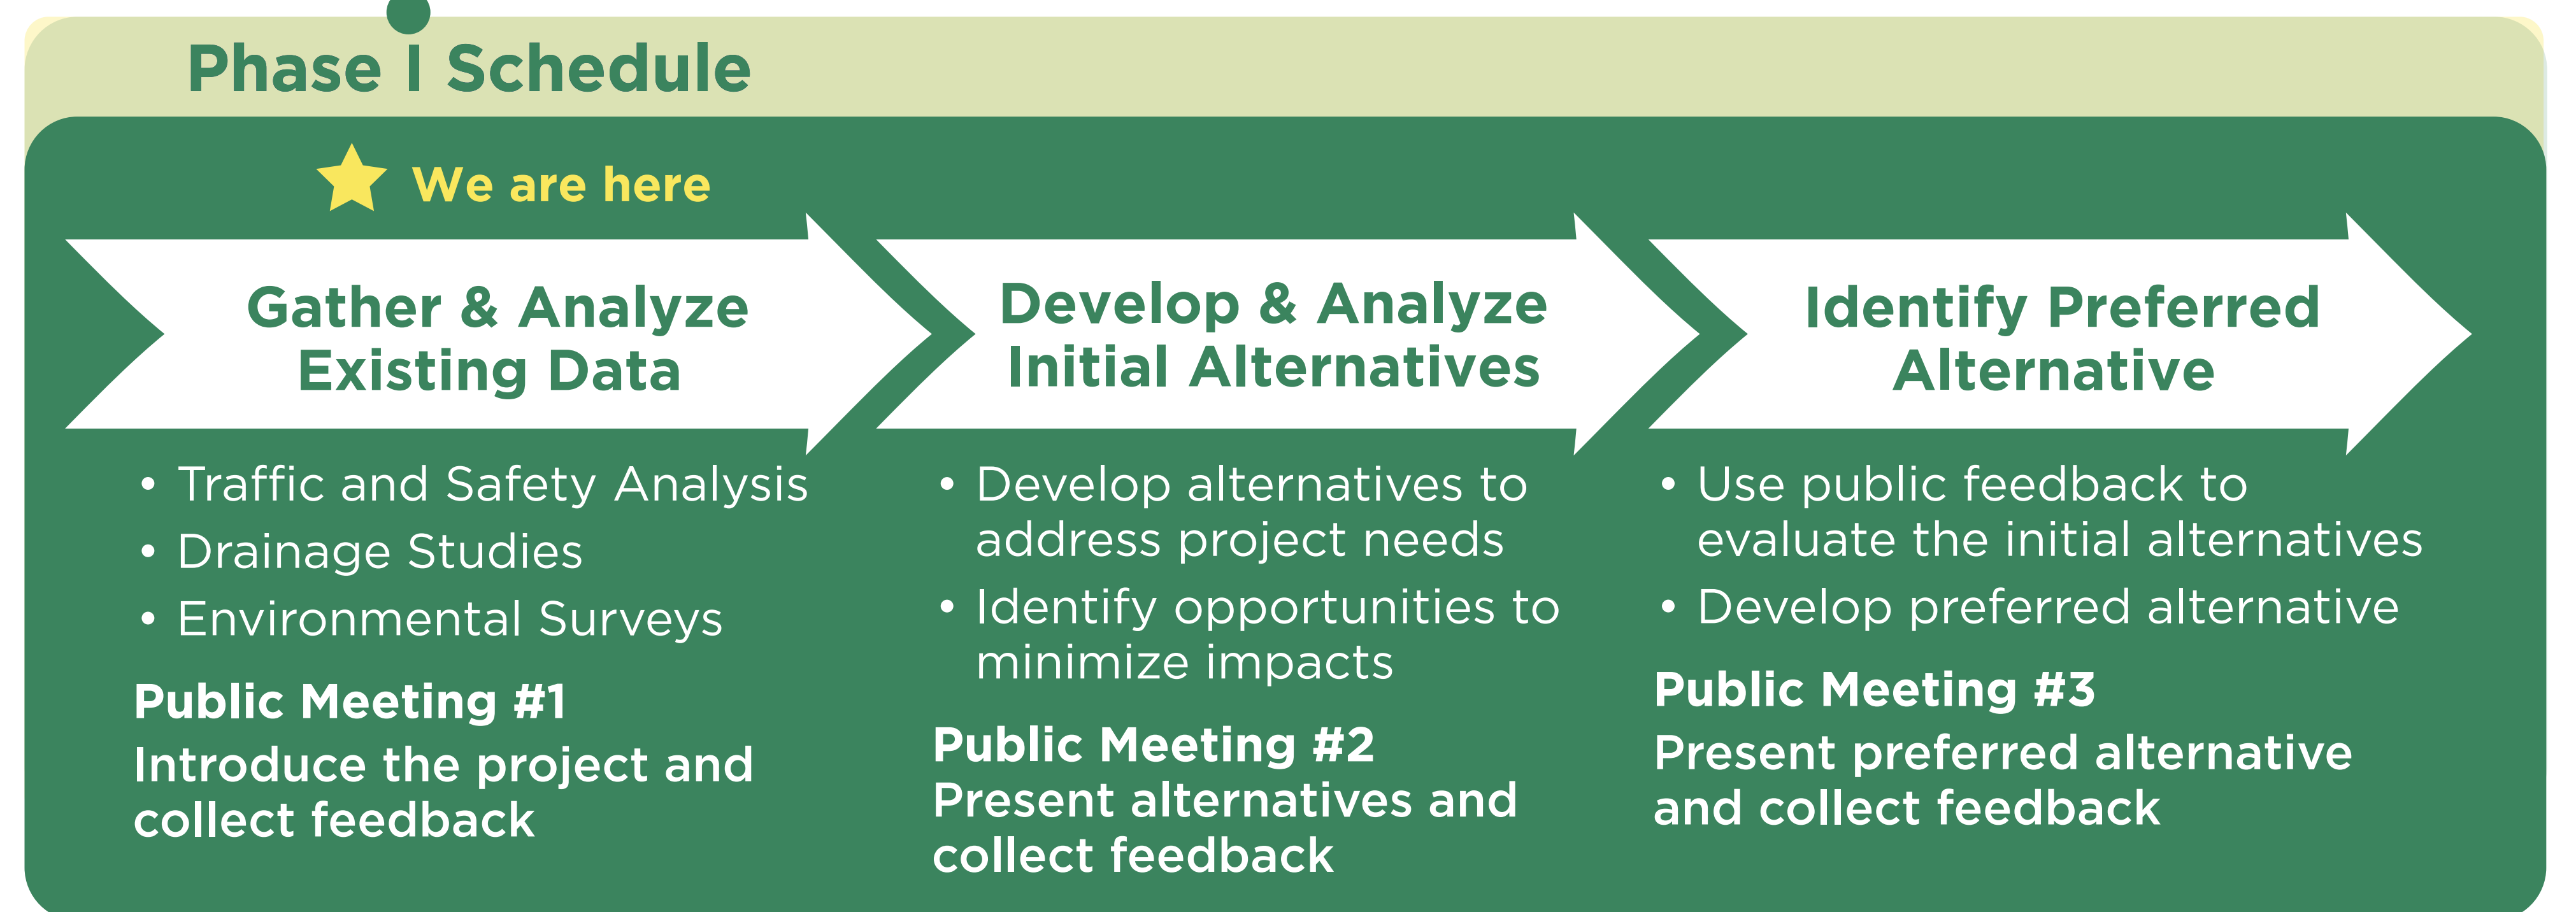 Phase I Schedule
We are here
Gather & Analyze
Existing Data
• Traffic and Safety Analysis
• Drainage Studies
• Environmental Surveys
Public Meeting #1
Introduce the project and
collect feedback
Develop & Analyze
Initial Alternatives
• Develop alternatives to
address project needs
• Identify opportunities to
minimize impacts
Public Meeting #2
Present alternatives and
collect feedback
Identify Preferred
Alternative
• Use public feedback to
evaluate the initial alternatives
• Develop preferred alternative
Public Meeting #3
Present preferred alternative
and collect feedback